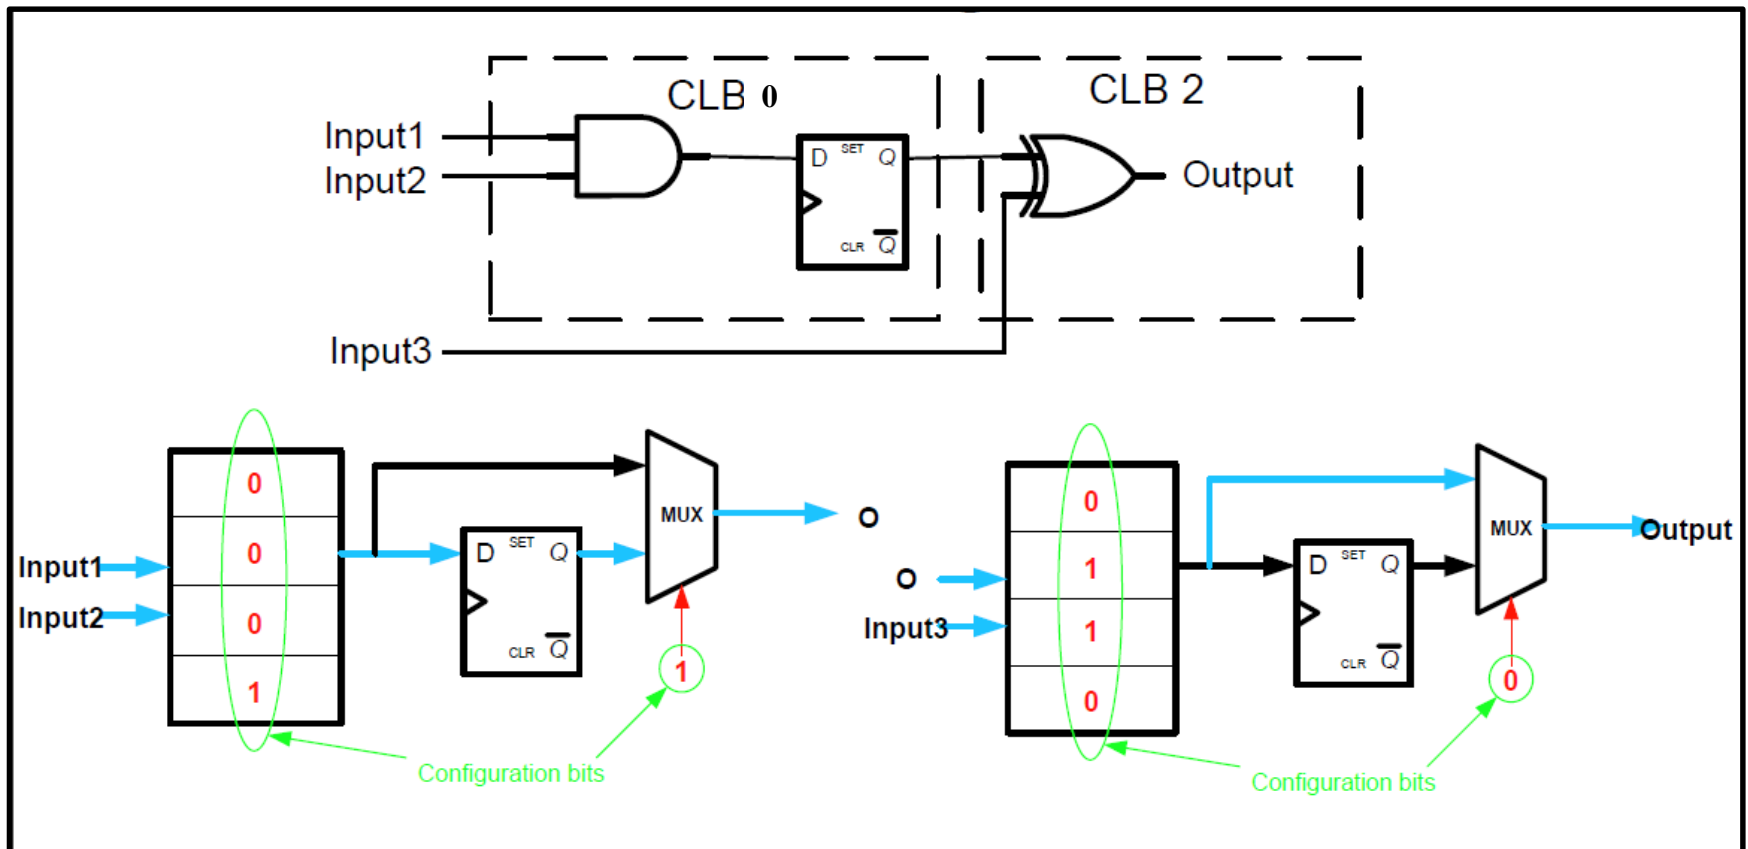 CLB 0
CLB 2
Input1
Input2
D SET Q
CLR Q
Output
Input3
0
0
0
1
Input1
Input2
D SET Q
CLR Q
MUX
1
O
Configuration bits
O
Input3
0
1
1
0
D SET Q
CLR Q
MUX
0
Output
Configuration bits